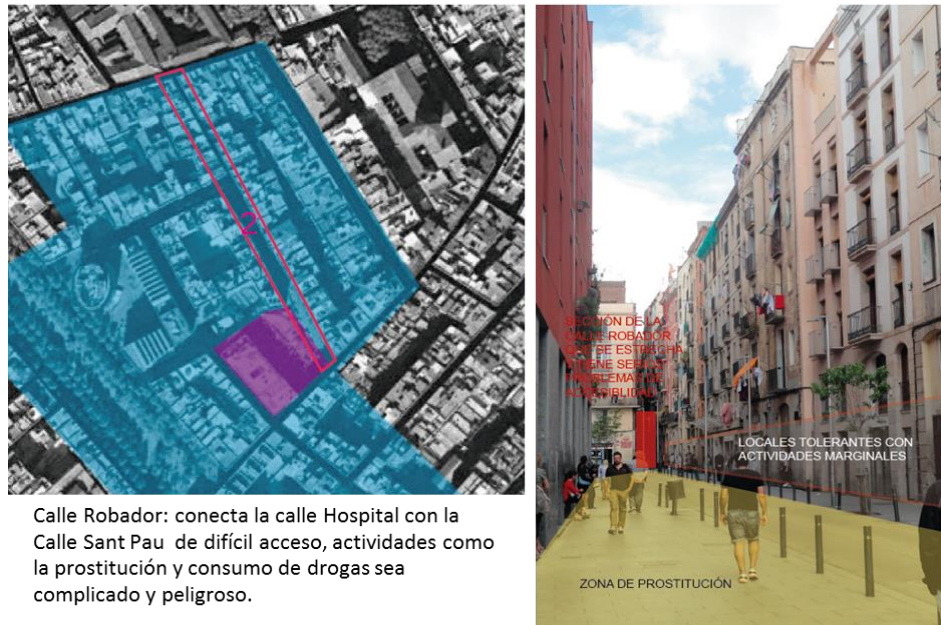 2
Calle Robador: conecta la calle Hospital con la
Calle Sant Pau de difícil acceso, actividades como
la prostitución y consumo de drogas sea
complicado y peligroso.
SECCIÓN DE LA
CALLE ROBADOR
QUE SE ESTRECHA
Y TIENE SERIOS
PROBLEMAS DE
ACCESIBLIDAD
LOCALES TOLERANTES CON
ACTIVIDADES MARGINALES
ZONA DE PROSTITUCIÓN